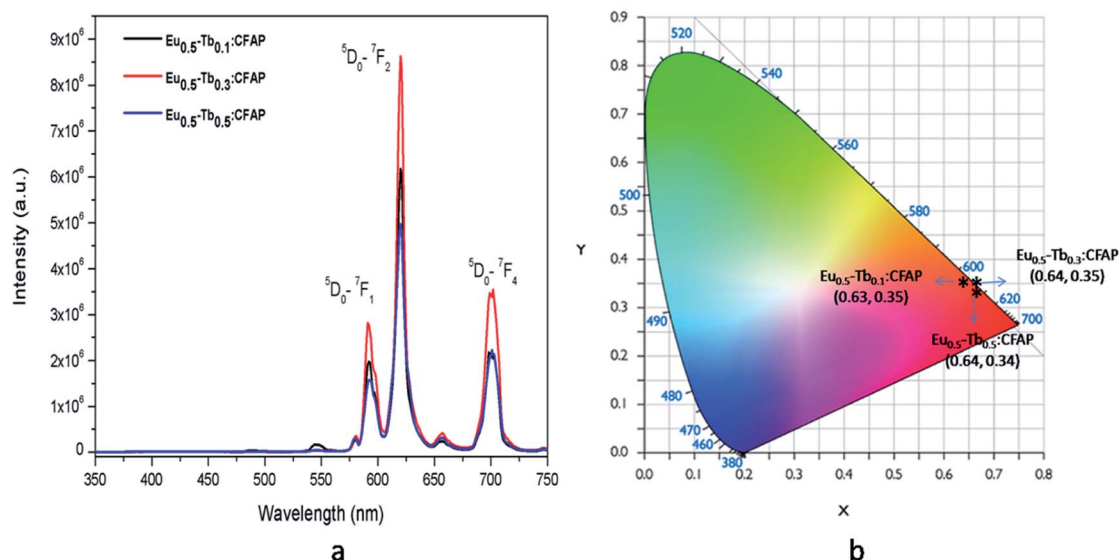 9x10⁶
8x10⁶
7x10⁶
6x10⁶
5x10⁶
4x10⁶
3x10⁶
2x10⁶
1x10⁶
0
Intensity (a.u.)
Eu₀.₅-Tb₀.₁:CFAP
Eu₀.₅-Tb₀.₃:CFAP
Eu₀.₅-Tb₀.₅:CFAP
⁵D₀-⁷F₂
⁵D₀-⁷F₁
⁵D₀-⁷F₄
350 400 450 500 550 600 650 700 750
Wavelength (nm)
a
0.9
0.8
0.7
0.6
0.5
0.4
0.3
0.2
0.1
0.0
Y
520
540
560
500
580
600
620
700
490
480
470
460
380
Eu₀.₅-Tb₀.₃:CFAP
(0.64, 0.35)
Eu₀.₅-Tb₀.₁:CFAP
(0.63, 0.35)
Eu₀.₅-Tb₀.₅:CFAP
(0.64, 0.34)
0.0 0.1 0.2 0.3 0.4 0.5 0.6 0.7 0.8
X
b